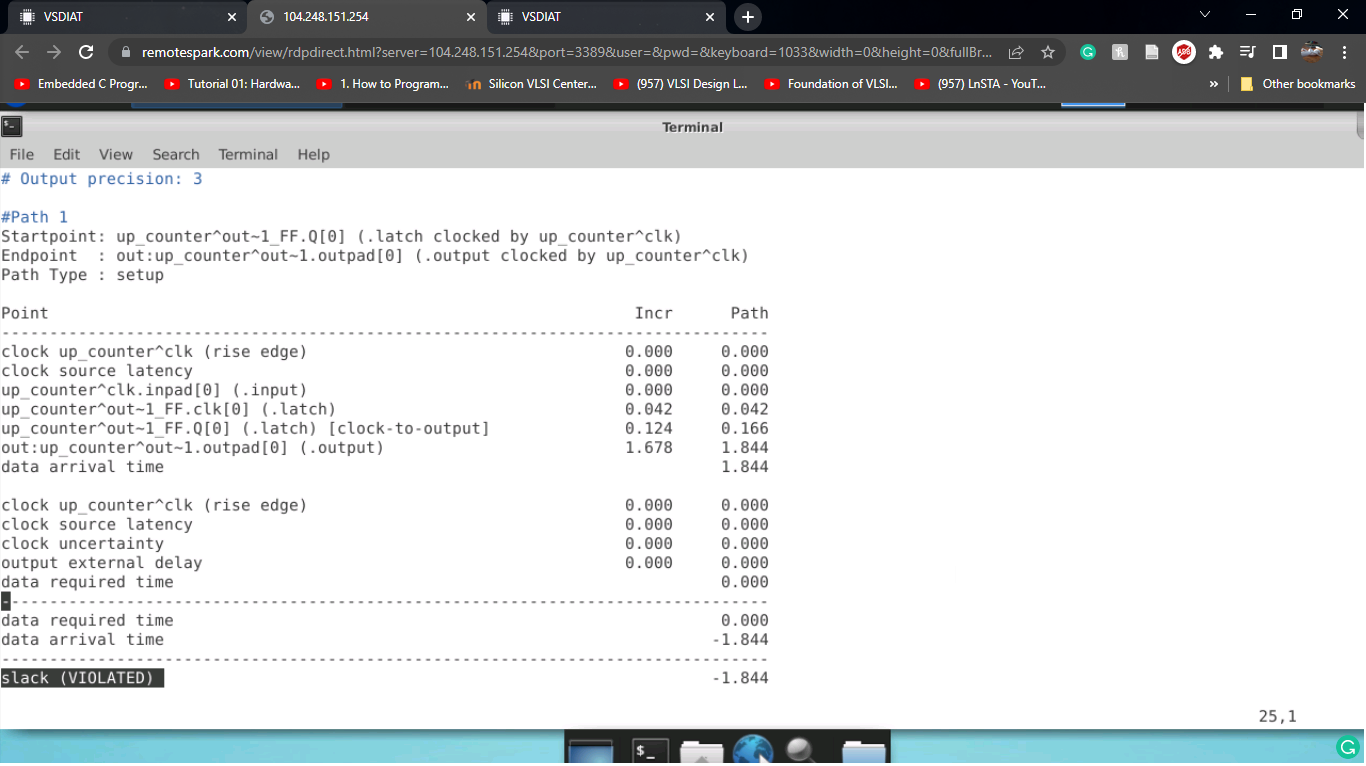 VSDIAT
104.248.151.254
VSDIAT
remotespark.com/view/rdpdirect.html?server=104.248.151.254&port=3389&user=&pwd=&keyboard=1033&width=0&height=0&fullBr...
Embedded C Progr...
Tutorial 01: Hardwa...
1. How to Program...
Silicon VLSI Center...
(957) VLSI Design L...
Foundation of VLSI...
(957) LnSTA - YouT...
»
Other bookmarks
Terminal
File Edit View Search Terminal Help
# Output precision: 3
#Path 1
Startpoint: up_counter^out~1_FF.Q[0] (.latch clocked by up_counter^clk)
Endpoint  : out:up_counter^out~1.outpad[0] (.output clocked by up_counter^clk)
Path Type : setup
Point Incr Path
--------------------------------------------------------------------------------
clock up_counter^clk (rise edge) 0.000 0.000
clock source latency 0.000 0.000
up_counter^clk.inpad[0] (.input) 0.000 0.000
up_counter^out~1_FF.clk[0] (.latch) 0.042 0.042
up_counter^out~1_FF.Q[0] (.latch) [clock-to-output] 0.124 0.166
out:up_counter^out~1.outpad[0] (.output) 1.678 1.844
data arrival time 1.844
clock up_counter^clk (rise edge) 0.000 0.000
clock source latency 0.000 0.000
clock uncertainty 0.000 0.000
output external delay 0.000 0.000
data required time 0.000
--------------------------------------------------------------------------------
data required time 0.000
data arrival time -1.844
--------------------------------------------------------------------------------
slack (VIOLATED) -1.844
25,1